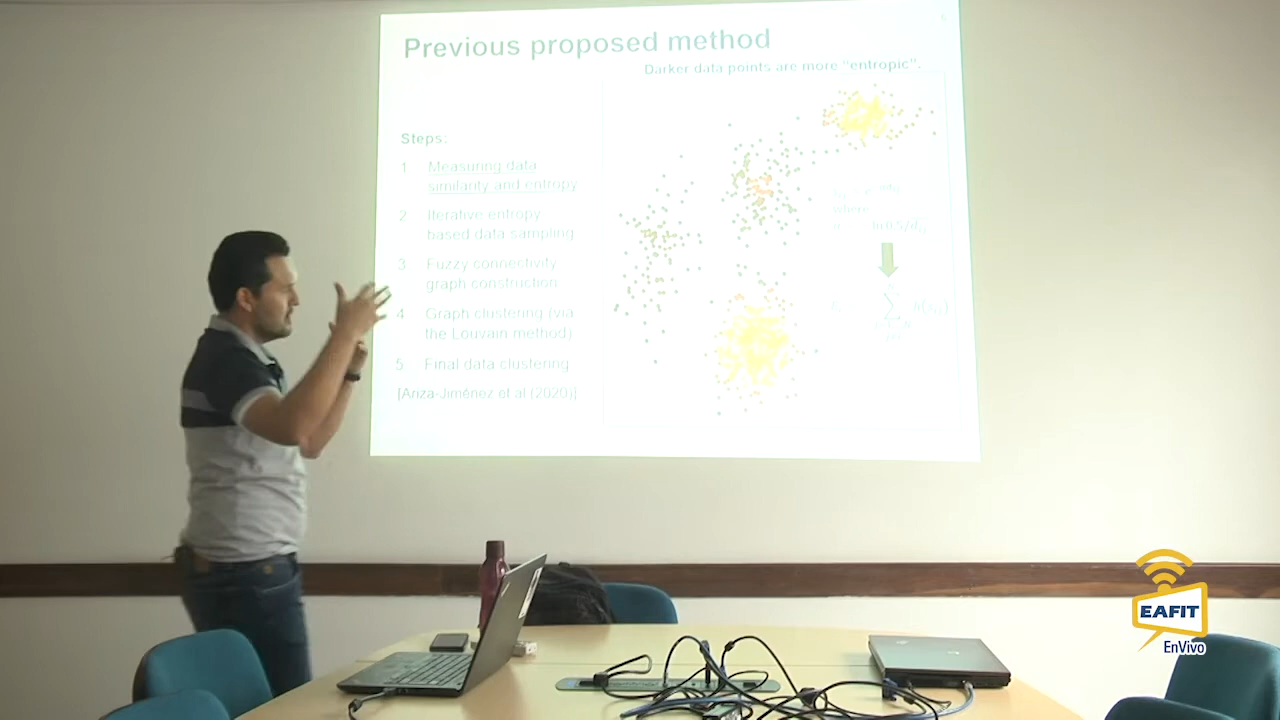 Previous proposed method
Darker data points are more “entropic”.
Steps:
1 Measuring data
similarity and entropy
2 Iterative entropy
based data sampling
3 Fuzzy connectivity
graph construction
4 Graph clustering (via
the Louvain method)
5 Final data clustering
[Ariza-Jiménez et al (2020)]
where
EAFIT
EnVivo